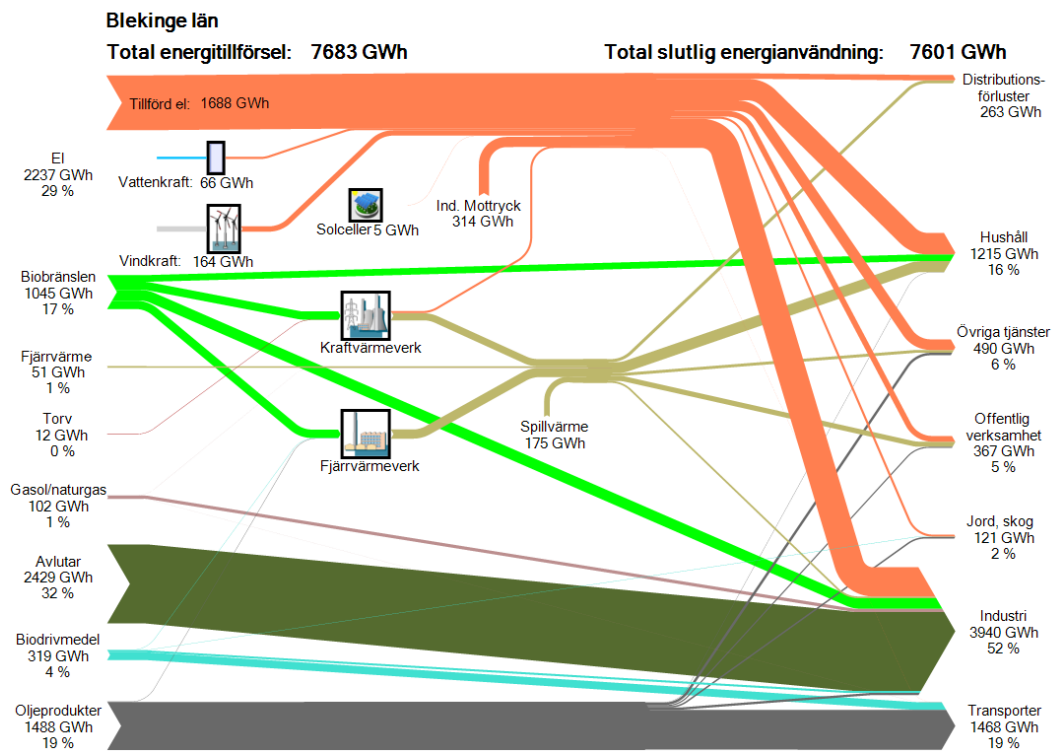 Blekinge län
Total energitillförsel: 7683 GWh
Total slutlig energianvändning: 7601 GWh
Tillförd el: 1688 GWh
El
2237 GWh
29 %
Vattenkraft: 66 GWh
Vindkraft: 164 GWh
Solceller 5 GWh
Ind. Mottryck
314 GWh
Biobränslen
1045 GWh
17 %
Kraftvärmeverk
Fjärrvärme
51 GWh
1 %
Torv
12 GWh
0 %
Fjärrvärmeverk
Spillvärme
175 GWh
Gasol/naturgas
102 GWh
1 %
Avlutar
2429 GWh
32 %
Biodrivmedel
319 GWh
4 %
Oljeprodukter
1488 GWh
19 %
Distributions-
förluster
263 GWh
Hushåll
1215 GWh
16 %
Övriga tjänster
490 GWh
6 %
Offentlig
verksamhet
367 GWh
5 %
Jord, skog
121 GWh
2 %
Industri
3940 GWh
52 %
Transporter
1468 GWh
19 %